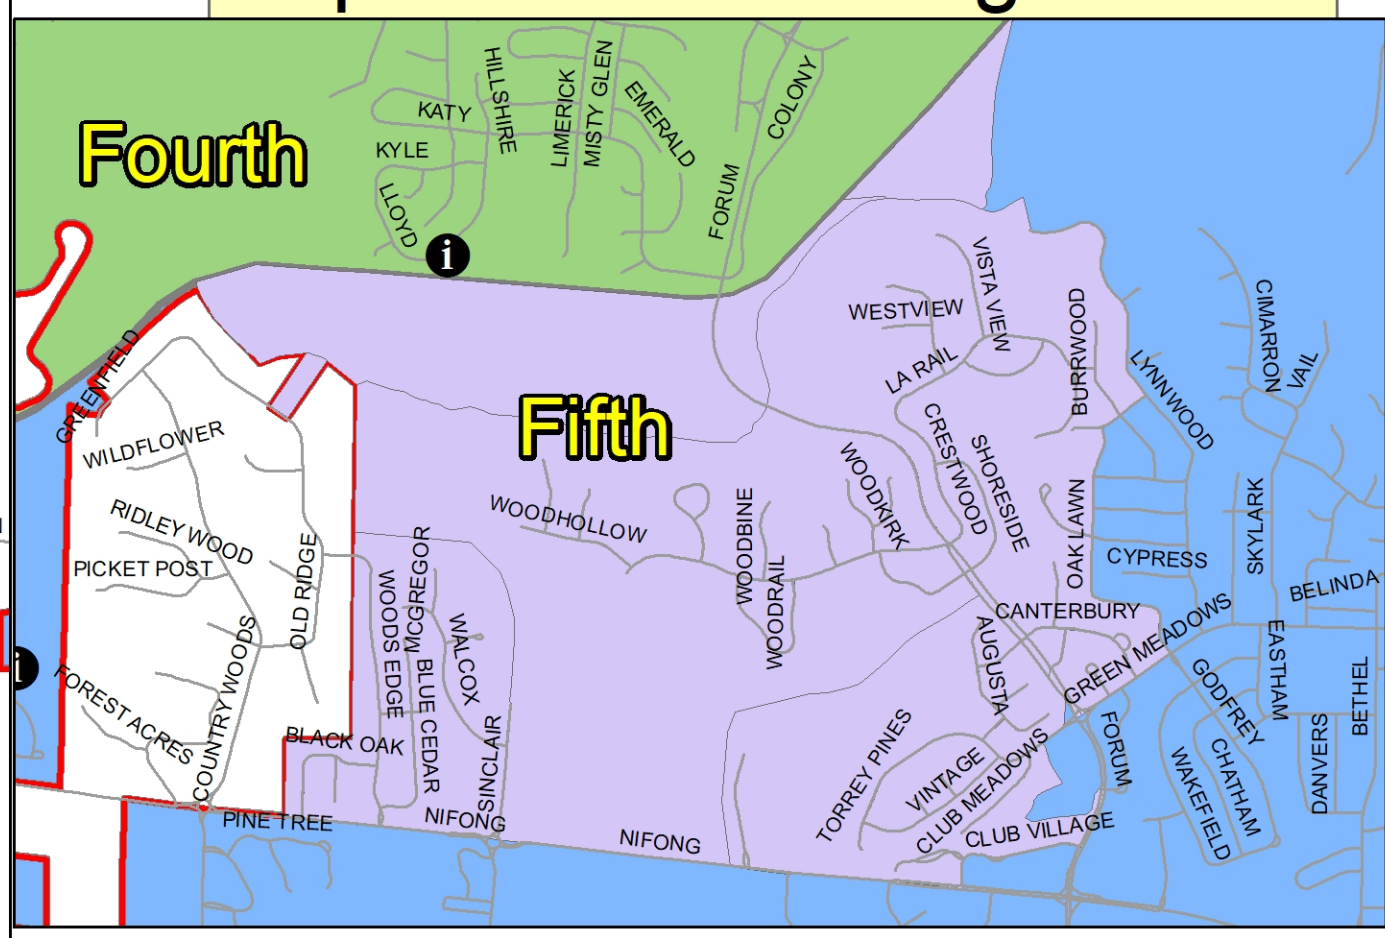 Fourth
KATY
HILLSHIRE
LIMERICK
MISTY GLEN
EMERALD
COLONY
KYLE
LLOYD
FORUM
i
GREENFIELD
WILDFLOWER
RIDLEY WOOD
PICKET POST
OLD RIDGE
COUNTRY WOODS
FOREST ACRES
i
BLACK OAK
PINE TREE
Fifth
WESTVIEW
VISTA VIEW
LA RAIL
BURRWOOD
LYNNWOOD
CIMARRON
VAIL
CRESTWOOD
SHORESIDE
WOODKIRK
WOODHOLLOW
WOODBINE
WOODRAIL
OAK LAWN
CYPRESS
SKYLARK
BELINDA
CANTERBURY
GREEN MEADOWS
AUGUSTA
EASTHAM
GODFREY
BETHEL
WOODS EDGE
MCGREGOR
BLUE CEDAR
WALCOX
SINCLAIR
NIFONG
NIFONG
TORREY PINES
VINTAGE
CLUB MEADOWS
CLUB VILLAGE
FORUM
WAKEFIELD
CHATHAM
DANVERS